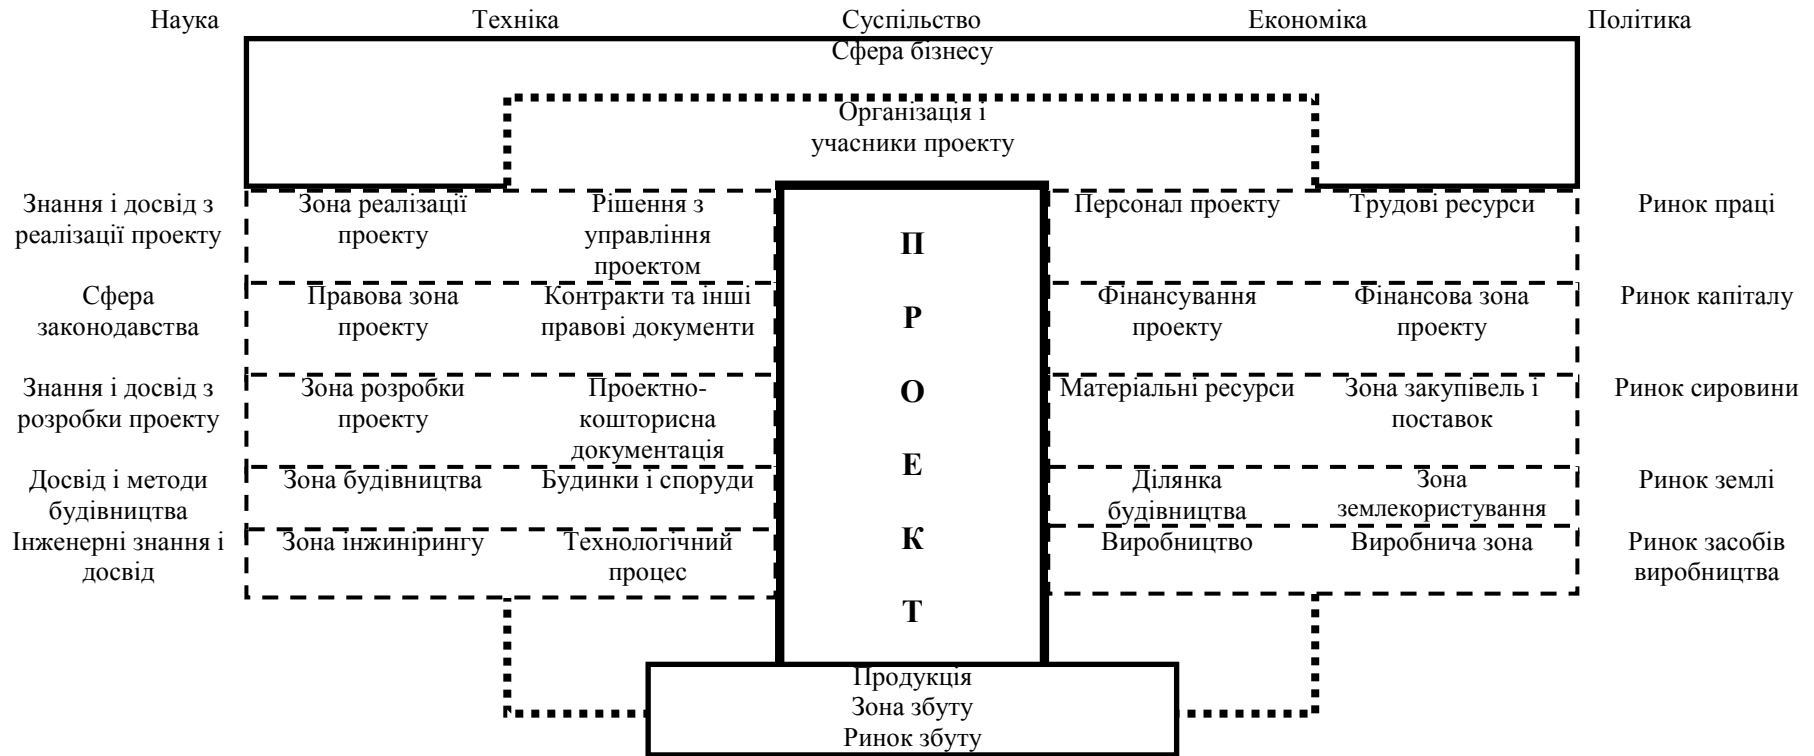 Наука Техніка Суспільство Економіка Політика
Сфера бізнесу
Організація і
учасники проекту
Знання і досвід з
реалізації проекту
Зона реалізації
проекту
Рішення з
управління
проектом
Персонал проекту
Трудові ресурси
Ринок праці
Сфера
законодавства
Правова зона
проекту
Контракти та інші
правові документи
Фінансування
проекту
Фінансова зона
проекту
Ринок капіталу
Знання і досвід з
розробки проекту
Зона розробки
проекту
Проектно-
кошторисна
документація
Матеріальні ресурси
Зона закупівель і
поставок
Ринок сировини
Досвід і методи
будівництва
Зона будівництва
Будинки і споруди
Ділянка
будівництва
Зона
землекористування
Ринок землі
Інженерні знання і
досвід
Зона інжинірингу
Технологічний
процес
Виробництво
Виробнича зона
Ринок засобів
виробництва
П
Р
О
Е
К
Т
Продукція
Зона збуту
Ринок збуту